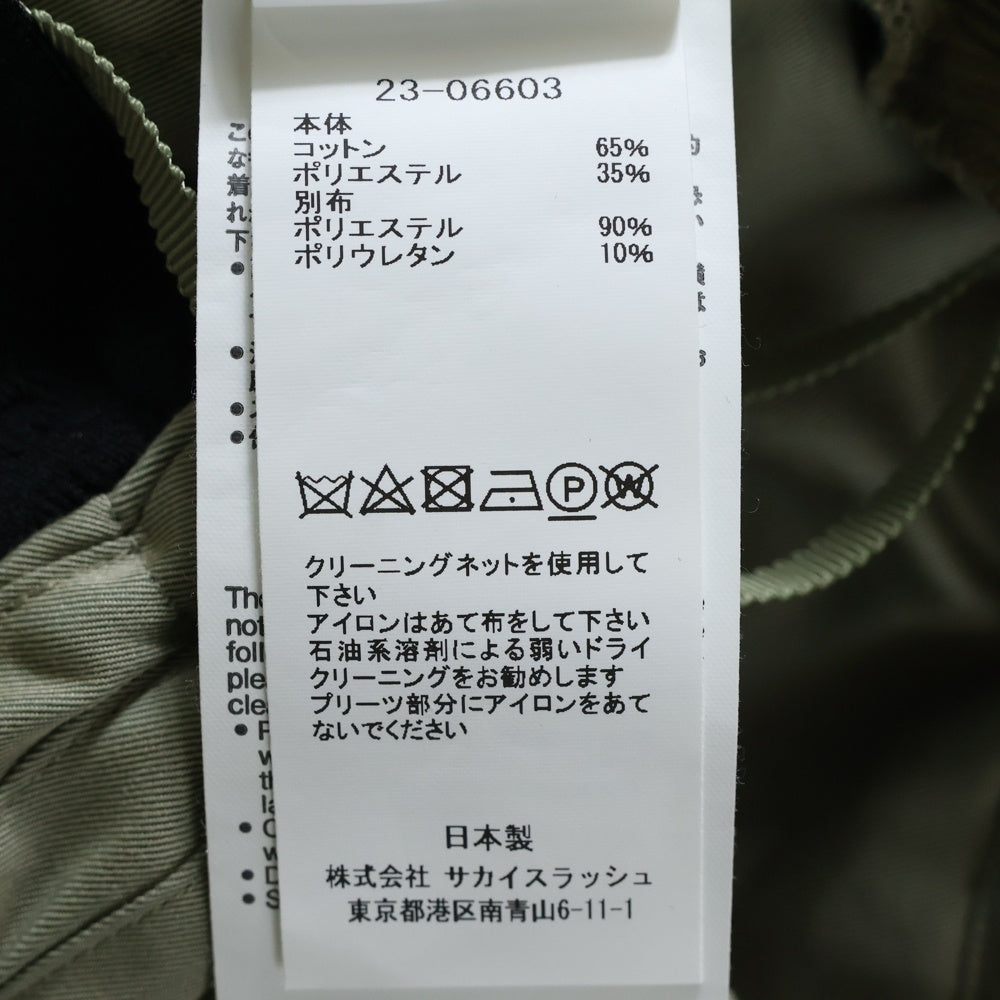 23-06603
本体
コットン 65%
ポリエステル 35%
別布
ポリエステル 90%
ポリウレタン 10%
P
W
クリーニングネットを使用して
下さい
アイロンはあて布をして下さい
石油系溶剤による弱いドライ
クリーニングをお勧めします
プリーツ部分にアイロンをあて
ないでください
日本製
株式会社 サカイスラッシュ
東京都港区南青山6-11-1